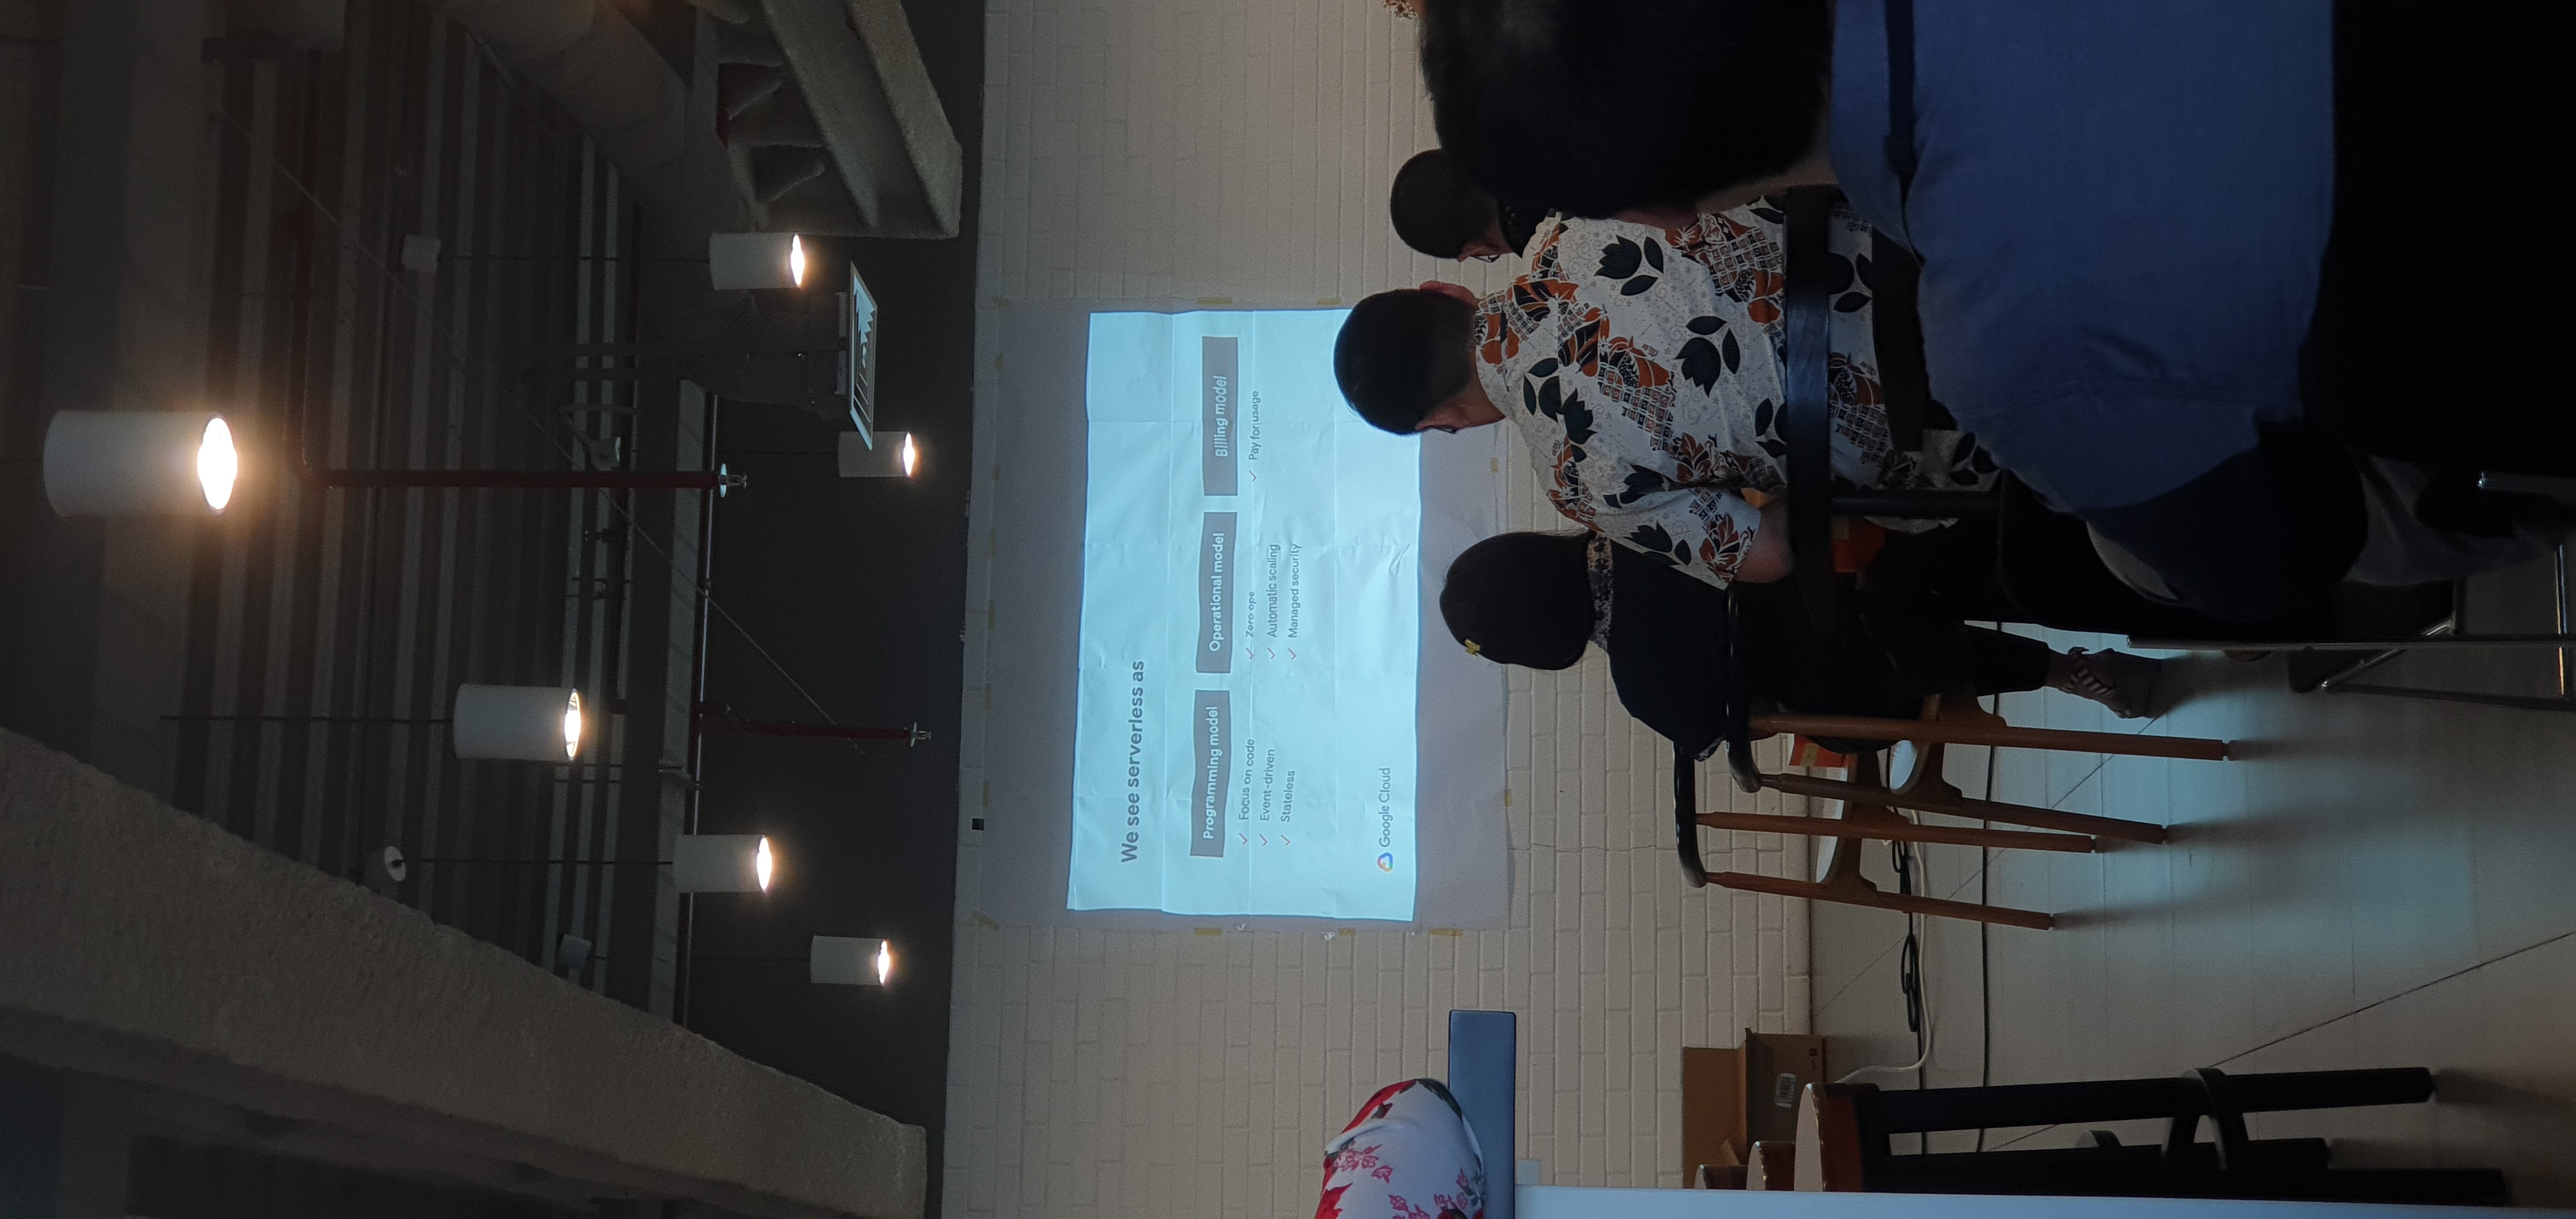 We see serverless as
Programming model
Focus on code
Event-driven
Stateless
Operational model
Zero ops
Automatic scaling
Managed security
Billing model
Pay for usage
Google Cloud